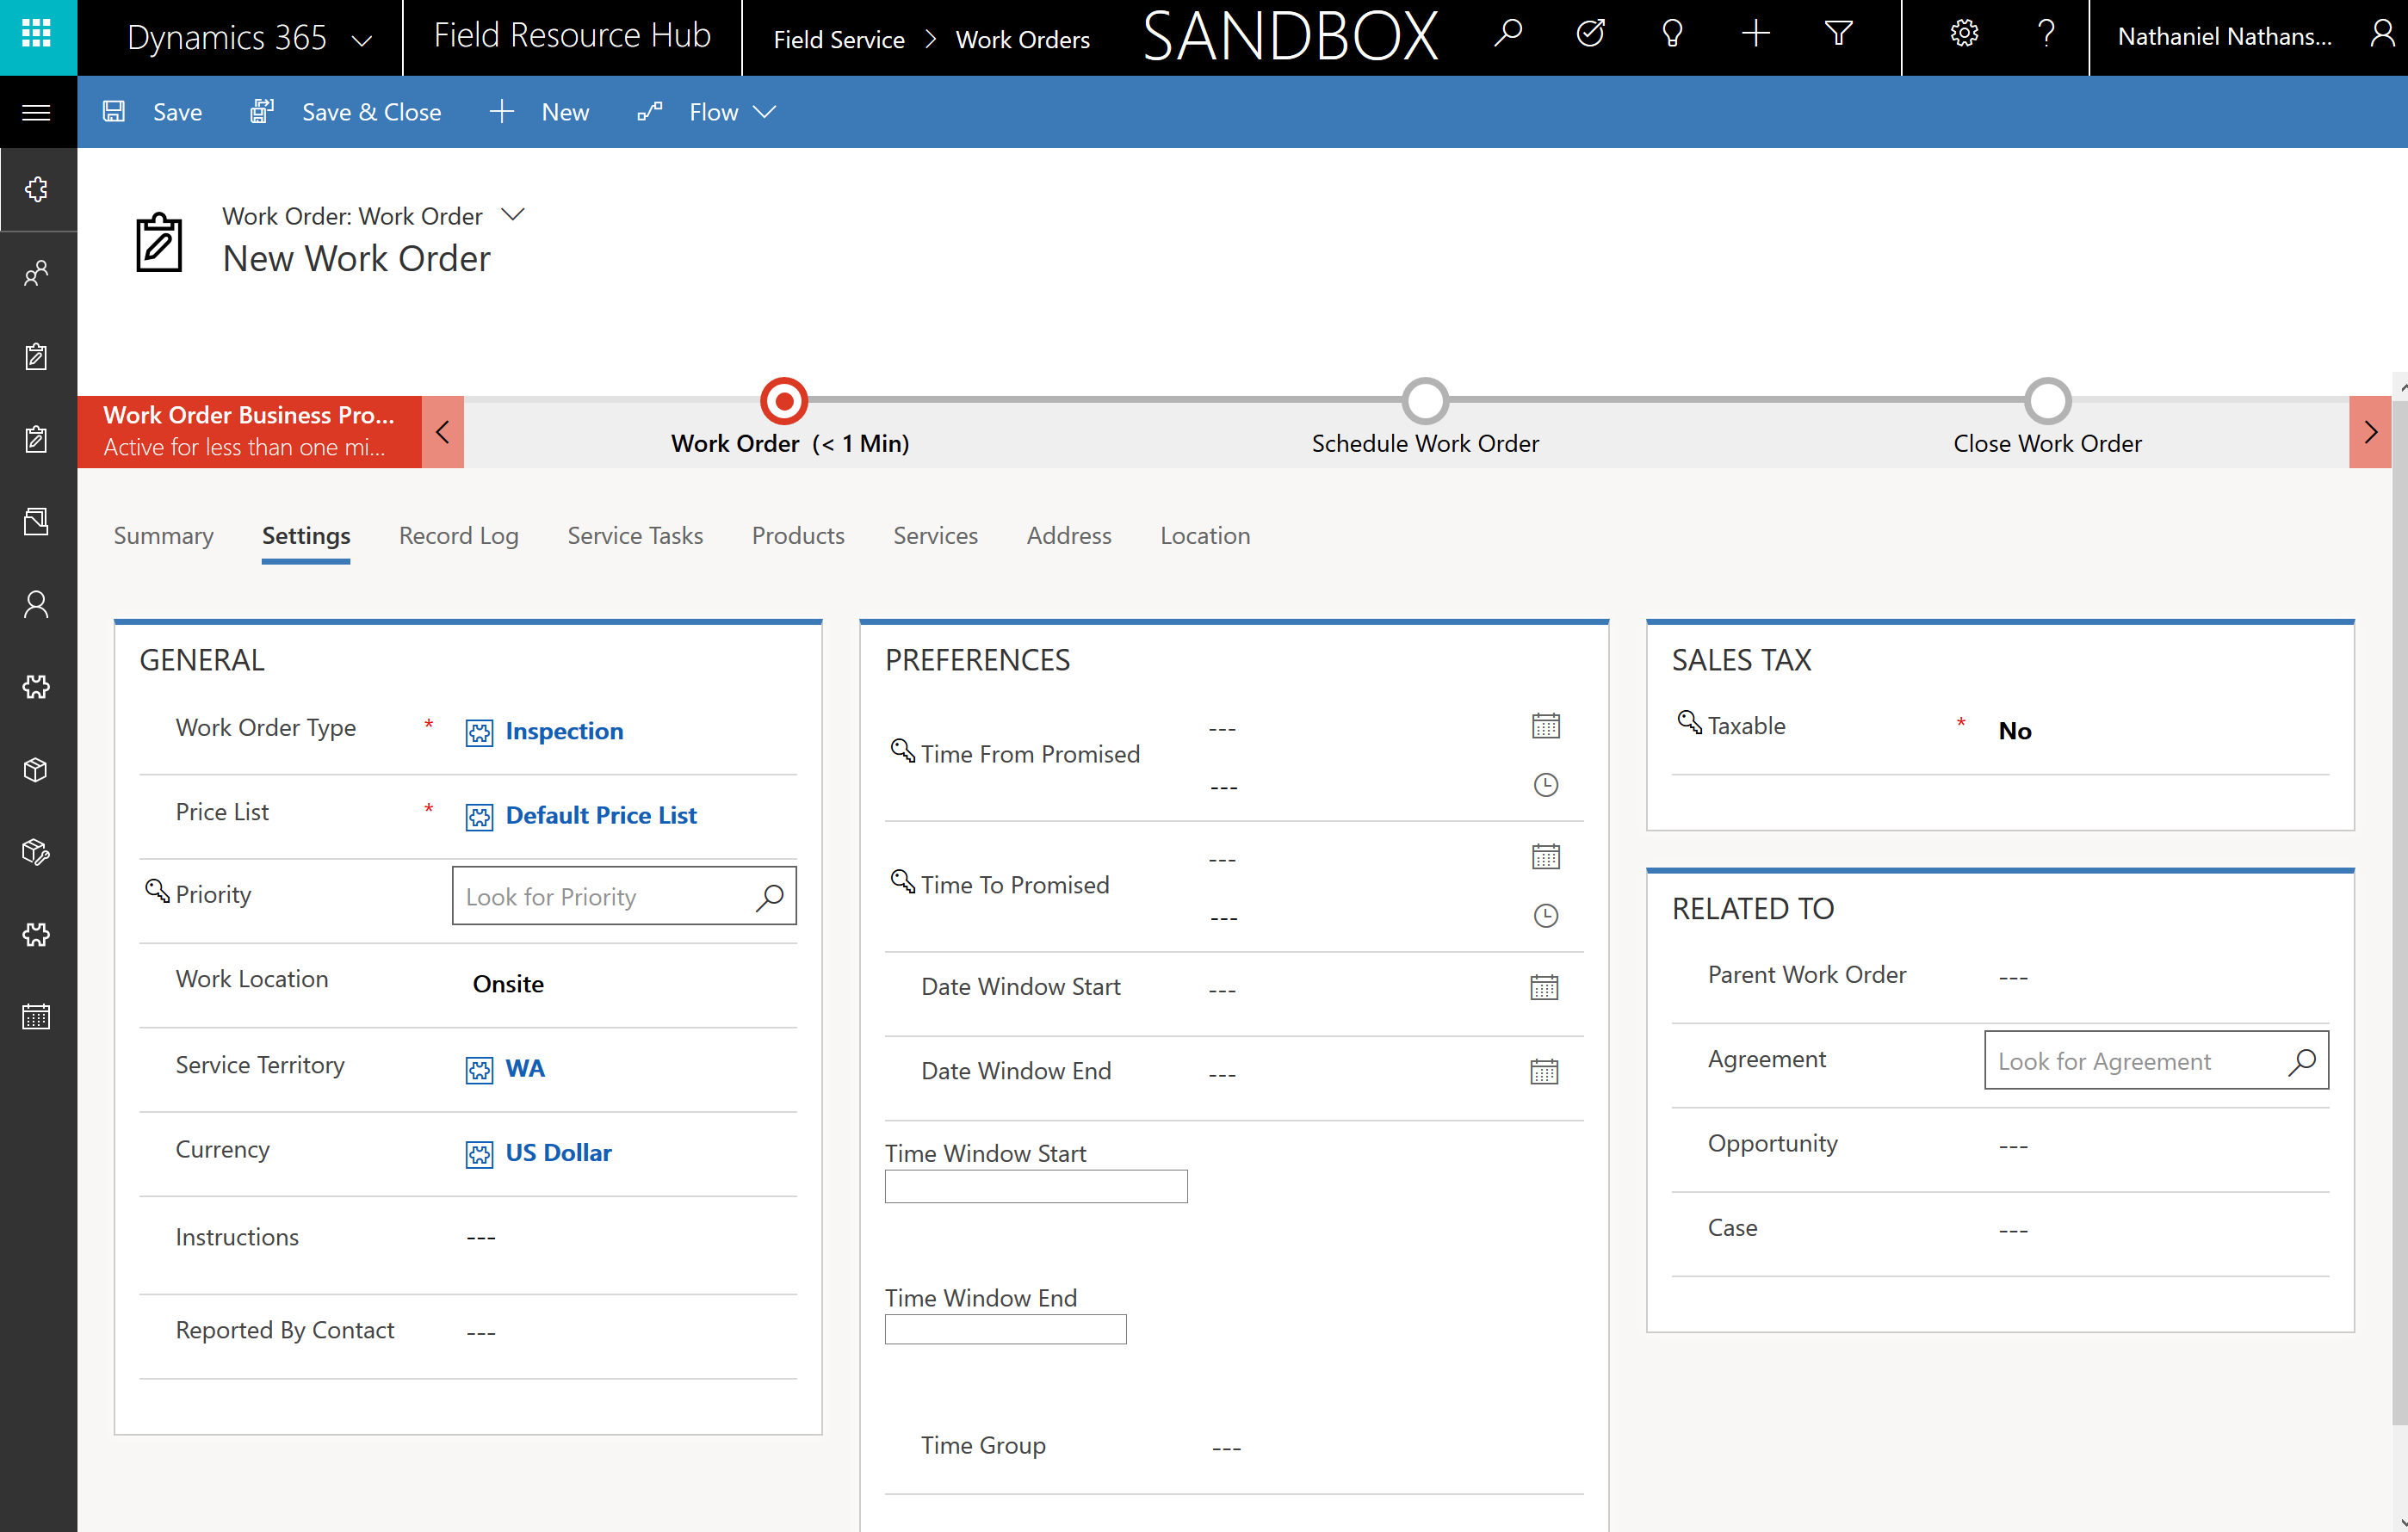 Dynamics 365
Field Resource Hub
Field Service > Work Orders
SANDBOX
Nathaniel Nathans...
Save
Save & Close
New
Flow
Work Order: Work Order
New Work Order
Work Order Business Pro...
Active for less than one mi...
Work Order (< 1 Min)
Schedule Work Order
Close Work Order
Summary
Settings
Record Log
Service Tasks
Products
Services
Address
Location
GENERAL
Work Order Type * Inspection
Price List * Default Price List
Priority Look for Priority
Work Location Onsite
Service Territory WA
Currency US Dollar
Instructions ---
Reported By Contact ---
PREFERENCES
Time From Promised ---
---
Time To Promised ---
---
Date Window Start ---
Date Window End ---
Time Window Start
Time Window End
Time Group ---
SALES TAX
Taxable * No
RELATED TO
Parent Work Order ---
Agreement Look for Agreement
Opportunity ---
Case ---